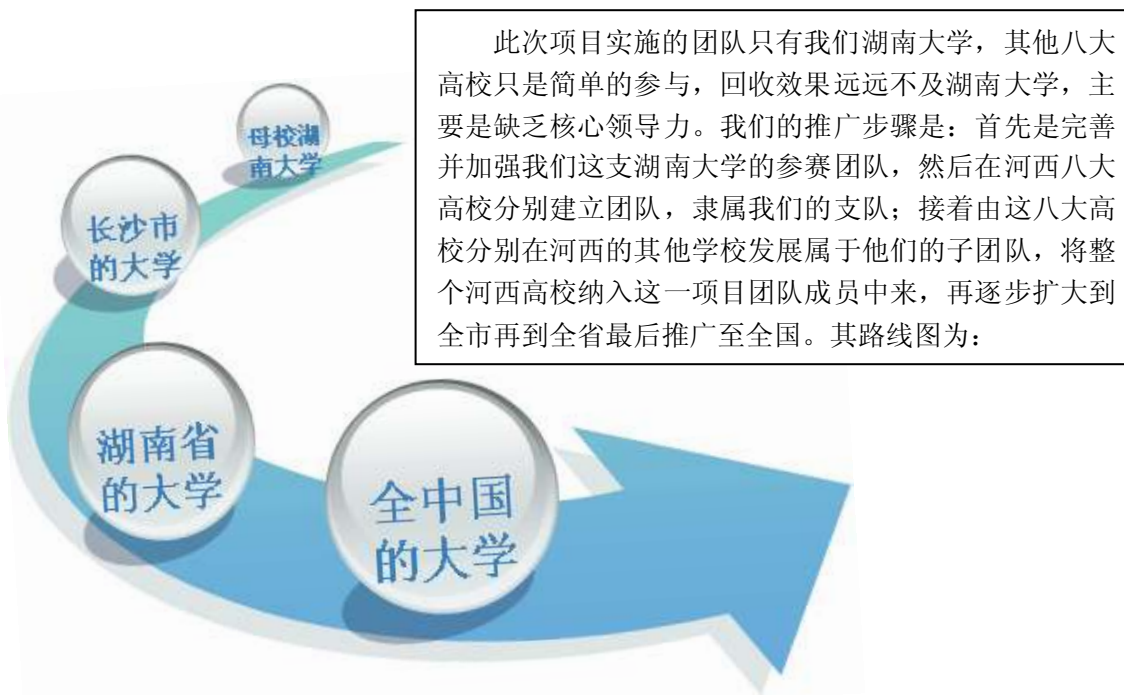 此次项目实施的团队只有我们湖南大学，其他八大
高校只是简单的参与，回收效果远远不及湖南大学，主
要是缺乏核心领导力。我们的推广步骤是：首先是完善
并加强我们这支湖南大学的参赛团队，然后在河西八大
高校分别建立团队，隶属我们的支队；接着由这八大高
校分别在河西的其他学校发展属于他们的子团队，将整
个河西高校纳入这一项目团队成员中来，再逐步扩大到
全市再到全省最后推广至全国。其路线图为：
母校湖
南大学
长沙市
的大学
湖南省
的大学
全中国
的大学